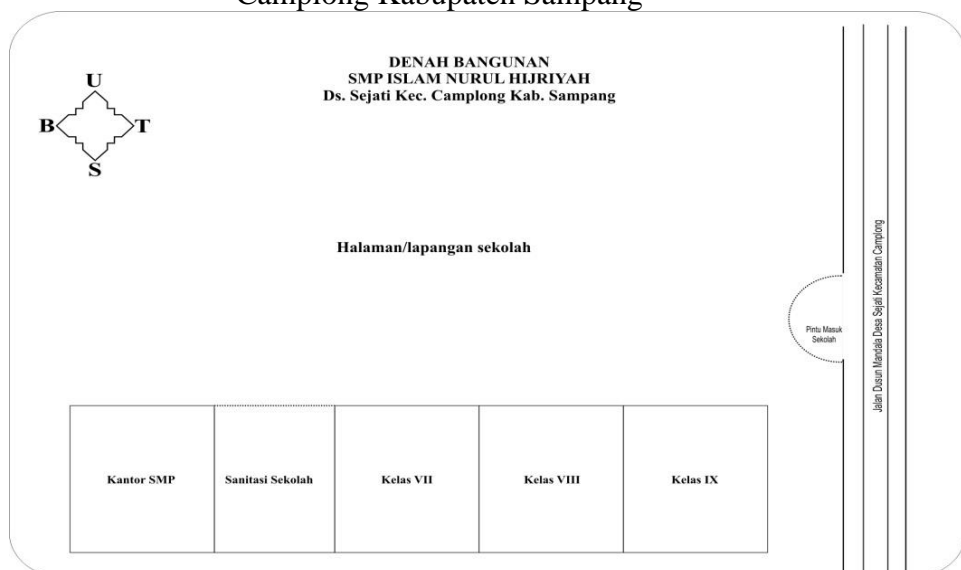 Camplong Kabupaten Sampang
DENAH BANGUNAN
SMP ISLAM NURUL HIJRIYAH
Ds. Sejati Kec. Camplong Kab. Sampang
U
B
T
S
Halaman/lapangan sekolah
Pintu Masuk
Sekolah
Jalan Dusun Mandala Desa Sejati Kecamatan Camplong
Kantor SMP
Sanitasi Sekolah
Kelas VII
Kelas VIII
Kelas IX